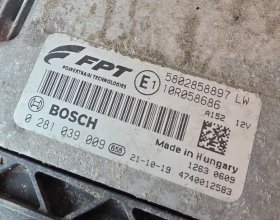 FPT
POWERTRAIN TECHNOLOGIES
E1
5802858897 LW
10R058686
A152 12V
BOSCH
Made in Hungary
0 281 039 009 658
1263 0609
21-10-19 4740012583